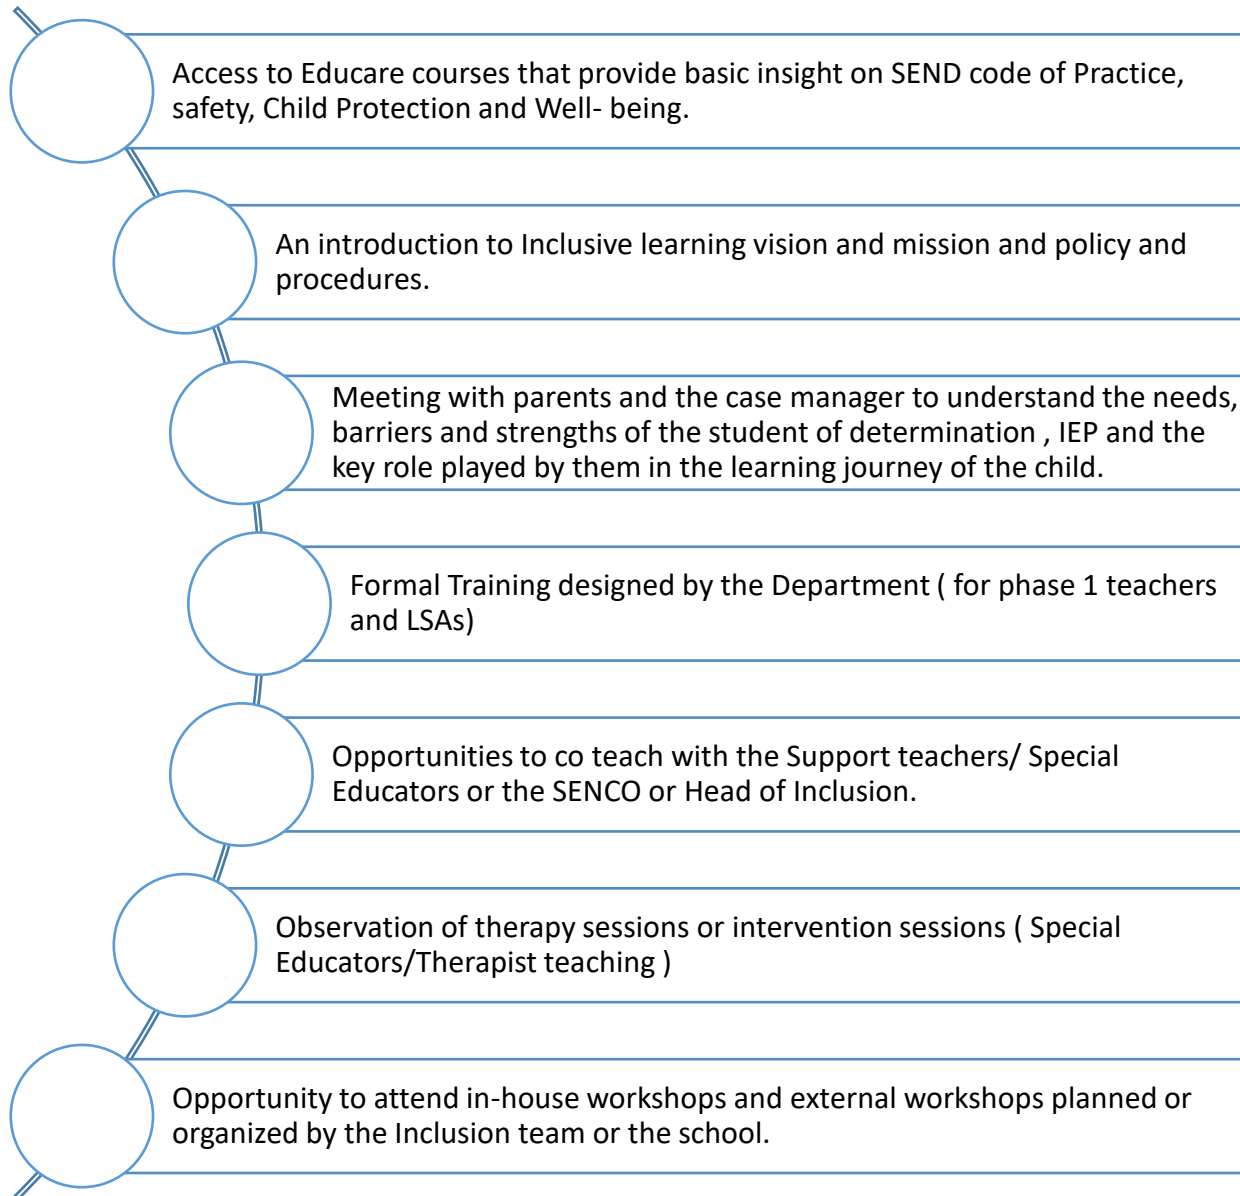 Access to Educare courses that provide basic insight on SEND code of Practice,
safety, Child Protection and Well- being.
An introduction to Inclusive learning vision and mission and policy and
procedures.
Meeting with parents and the case manager to understand the needs,
barriers and strengths of the student of determination , IEP and the
key role played by them in the learning journey of the child.
Formal Training designed by the Department ( for phase 1 teachers
and LSAs)
Opportunities to co teach with the Support teachers/ Special
Educators or the SENCO or Head of Inclusion.
Observation of therapy sessions or intervention sessions ( Special
Educators/Therapist teaching )
Opportunity to attend in-house workshops and external workshops planned or
organized by the Inclusion team or the school.